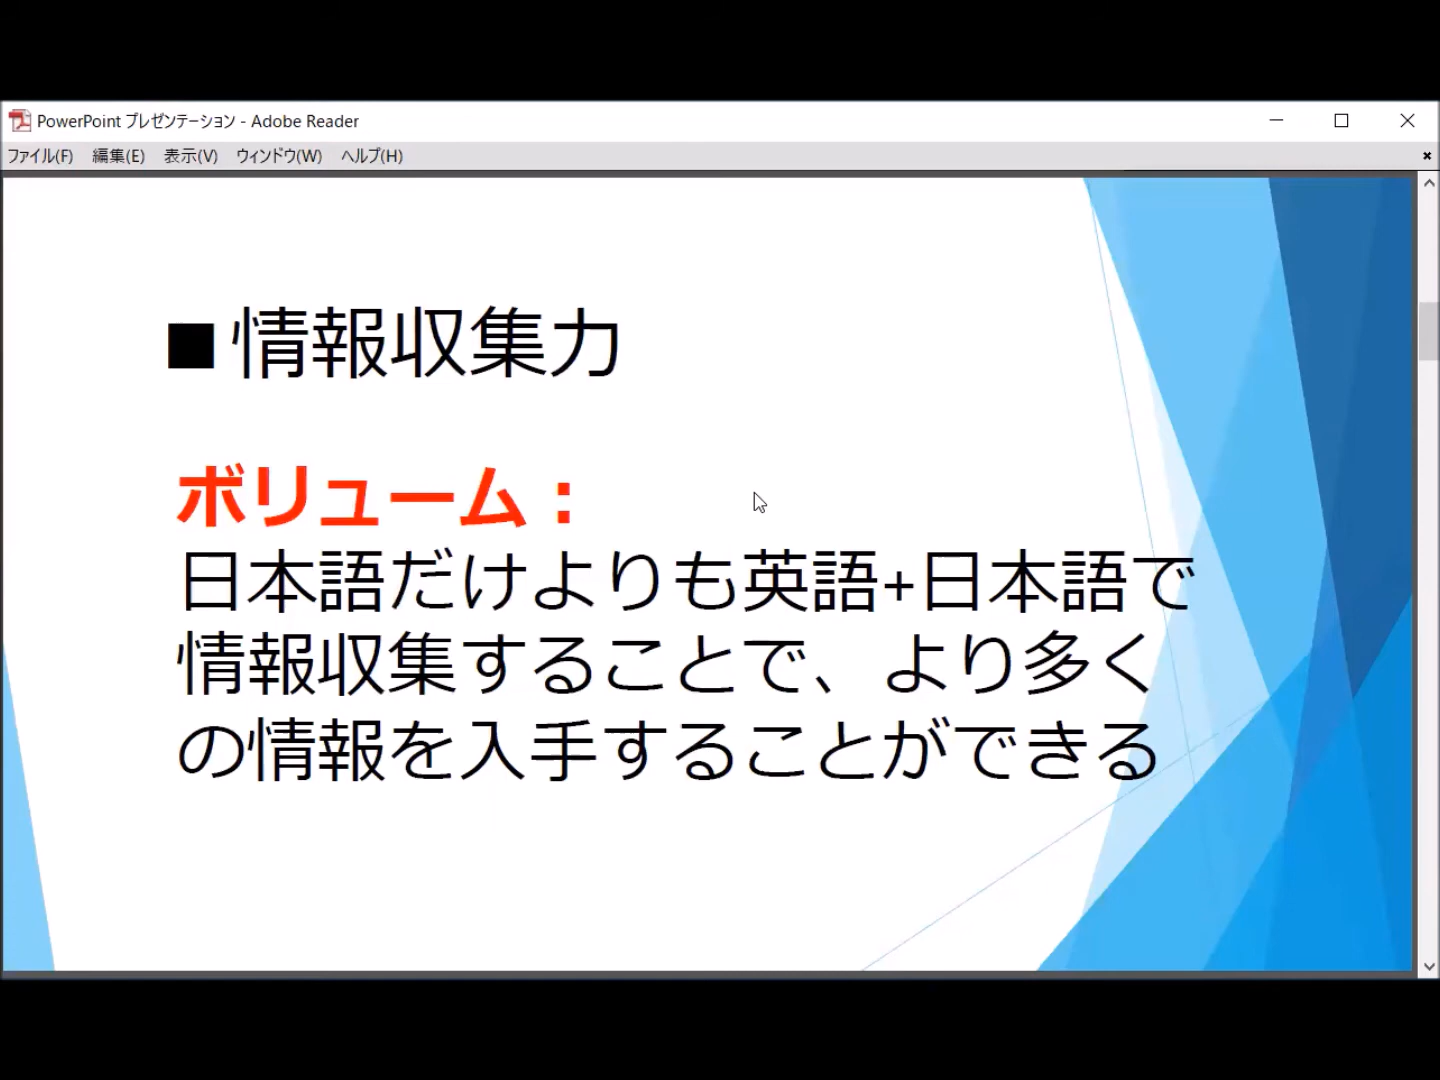 PowerPoint プレゼンテーション - Adobe Reader
ファイル(F) 編集(E) 表示(V) ウィンドウ(W) ヘルプ(H)
■情報収集力
ボリューム：
日本語だけよりも英語+日本語で
情報収集することで、より多く
の情報を入手することができる